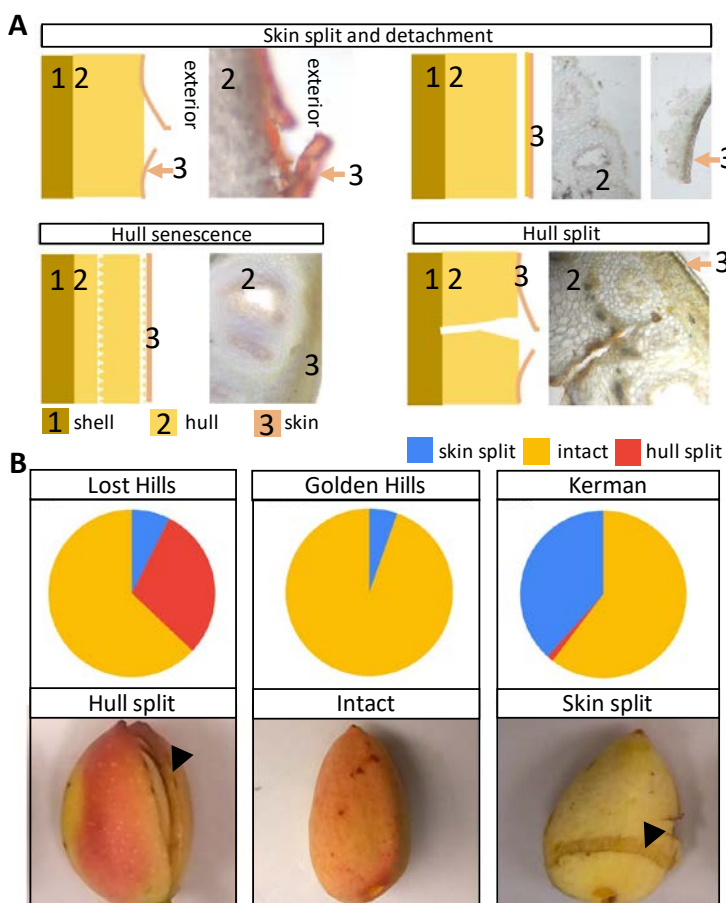 A
Skin split and detachment
1 2
exterior
3
2
exterior
3
1 2
3
2
3
Hull senescence
Hull split
1 2
3
2
3
1 2
3
2
3
1 shell
2 hull
3 skin
skin split
intact
hull split
B
Lost Hills
Golden Hills
Kerman
Hull split
Intact
Skin split